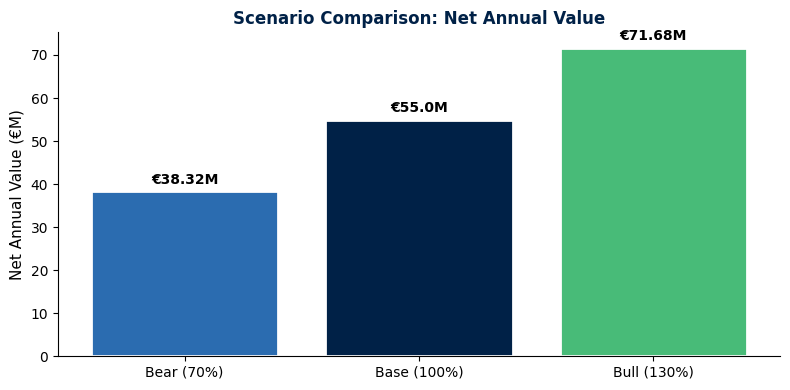 Scenario Comparison: Net Annual Value
Net Annual Value (€M)
70
60
50
40
30
20
10
0
€38.32M
€55.0M
€71.68M
Bear (70%)
Base (100%)
Bull (130%)